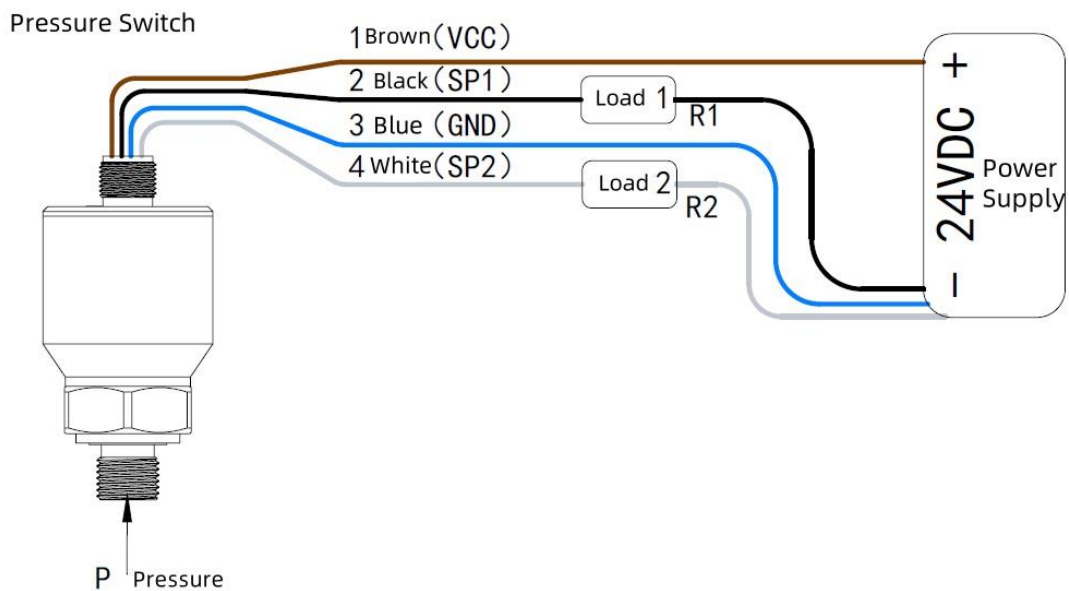 Pressure Switch
1 Brown(VCC)
2 Black(SP1)
Load 1
R1
3 Blue (GND)
4 White(SP2)
Load 2
R2
+
24VDC
−
Power
Supply
P Pressure